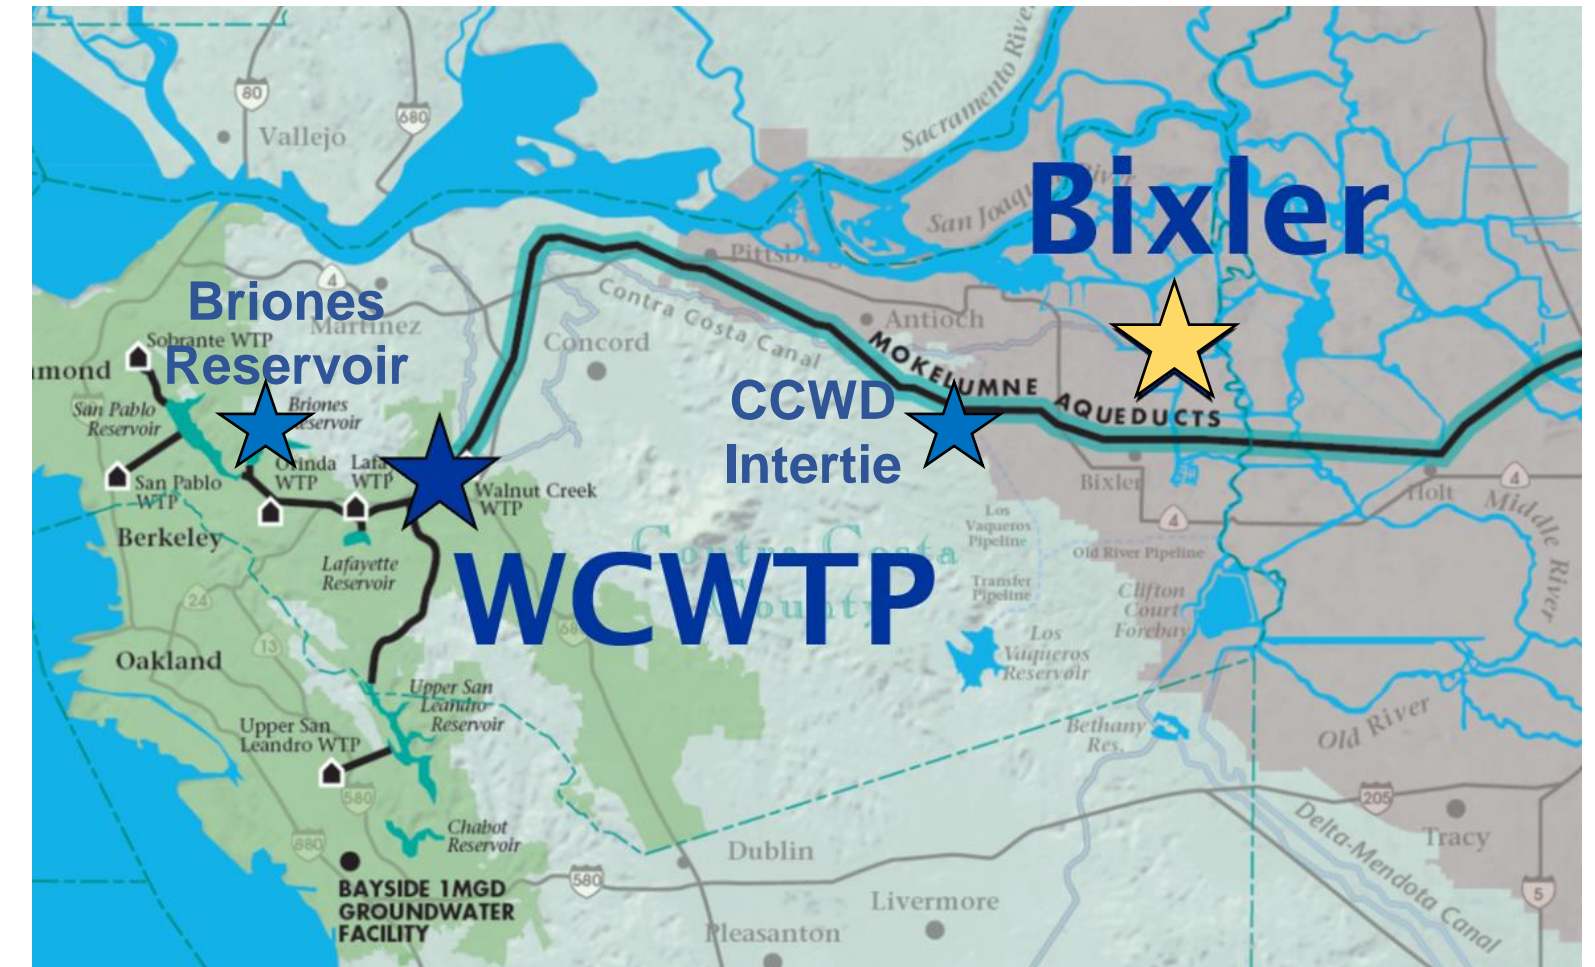 80
680
Vallejo
Sacramento River
San Joaquin River
Bixler
Pittsburg
4
Briones
Reservoir
Martinez
Contra Costa Canal
Antioch
Concord
Sobrante WTP
MOKELUMNE AQUEDUCTS
San Pablo
Reservoir
Briones
Reservoir
CCWD
Intertie
San Pablo
WTP
Orinda
WTP
WTP
Walnut Creek
WTP
Bixler
Holt
4
4
Middle River
Los
Vaqueros
Pipeline
Old River Pipeline
Berkeley
Lafayette
Reservoir
WCWTP
Contra Costa
County
Transfer
Pipeline
Clifton
Court
Forebay
24
13
680
Oakland
Los
Vaqueros
Reservoir
Upper San
Leandro
Reservoir
Upper San
Leandro WTP
Bethany
Res.
Old River
580
205
Tracy
Delta-Mendota Canal
880
Chabot
Reservoir
Dublin
580
5
BAYSIDE 1MGD
GROUNDWATER
FACILITY
Livermore
Pleasanton